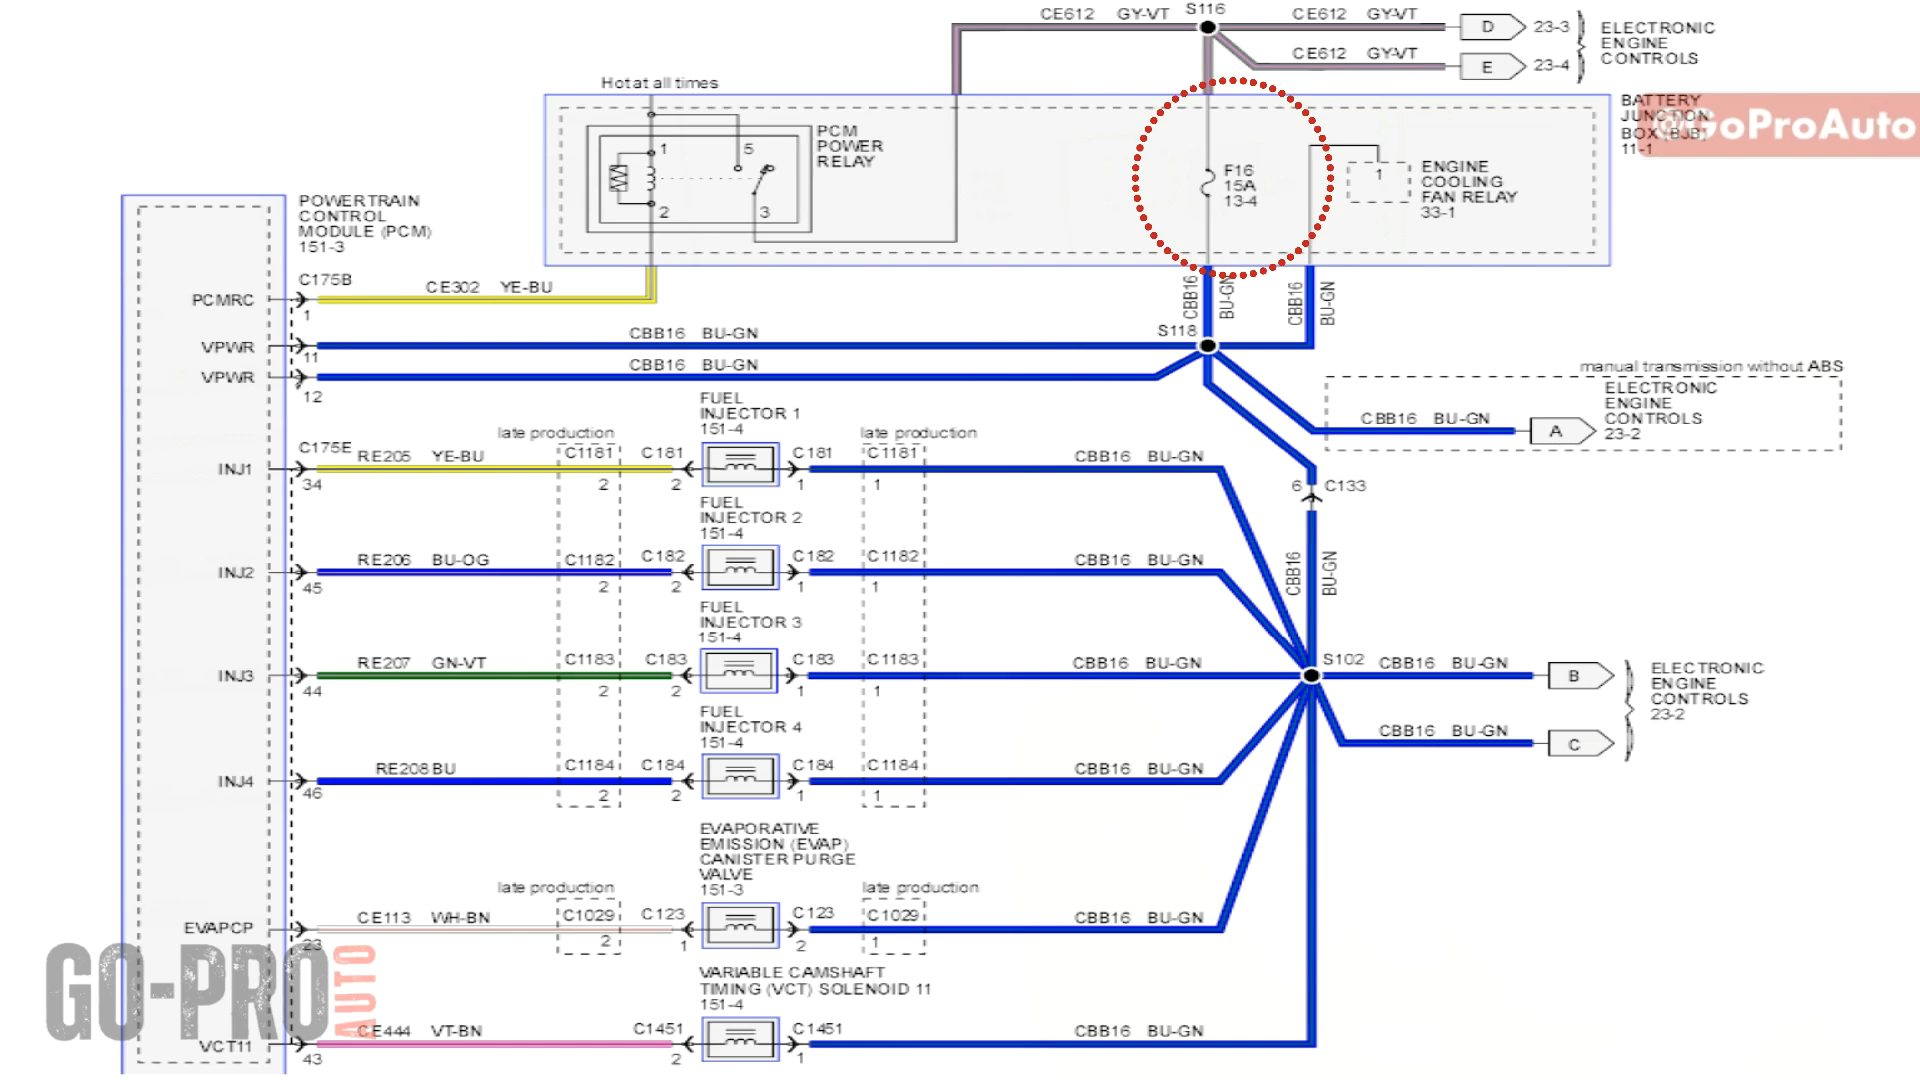 CE612 GY-VT
S116
CE612 GY-VT
D
23-3
ELECTRONIC
ENGINE
CONTROLS
CE612 GY-VT
E
23-4
Hot at all times
BATTERY
JUNCTION
BOX (BJB)
11-1
@GoProAuto
PCM
POWER
RELAY
1
5
2
3
F16
15A
13-4
1
ENGINE
COOLING
FAN RELAY
33-1
POWERTRAIN
CONTROL
MODULE (PCM)
151-3
C175B
PCMRC
1
CE302 YE-BU
CBB16
BU-GN
CBB16
BU-GN
VPWR
11
CBB16 BU-GN
S118
VPWR
12
CBB16 BU-GN
manual transmission without ABS
ELECTRONIC
ENGINE
CONTROLS
23-2
CBB16 BU-GN
A
FUEL
INJECTOR 1
151-4
late production
late production
C175E
INJ1
34
RE205 YE-BU
C1181
2
C181
2
C181
1
C1181
1
CBB16 BU-GN
6
C133
FUEL
INJECTOR 2
151-4
INJ2
45
RE206 BU-OG
C1182
2
C182
2
C182
1
C1182
1
CBB16 BU-GN
CBB16
BU-GN
FUEL
INJECTOR 3
151-4
INJ3
44
RE207 GN-VT
C1183
2
C183
2
C183
1
C1183
1
CBB16 BU-GN
S102
CBB16 BU-GN
B
ELECTRONIC
ENGINE
CONTROLS
23-2
CBB16 BU-GN
C
FUEL
INJECTOR 4
151-4
INJ4
46
RE208 BU
C1184
2
C184
2
C184
1
C1184
1
CBB16 BU-GN
EVAPORATIVE
EMISSION (EVAP)
CANISTER PURGE
VALVE
151-3
late production
late production
EVAPCP
23
CE113 WH-BN
C1029
2
C123
1
C123
2
C1029
1
CBB16 BU-GN
GO-PRO
AUTO
VARIABLE CAMSHAFT
TIMING (VCT) SOLENOID 11
151-4
VCT11
43
CE444 VT-BN
C1451
2
C1451
1
CBB16 BU-GN